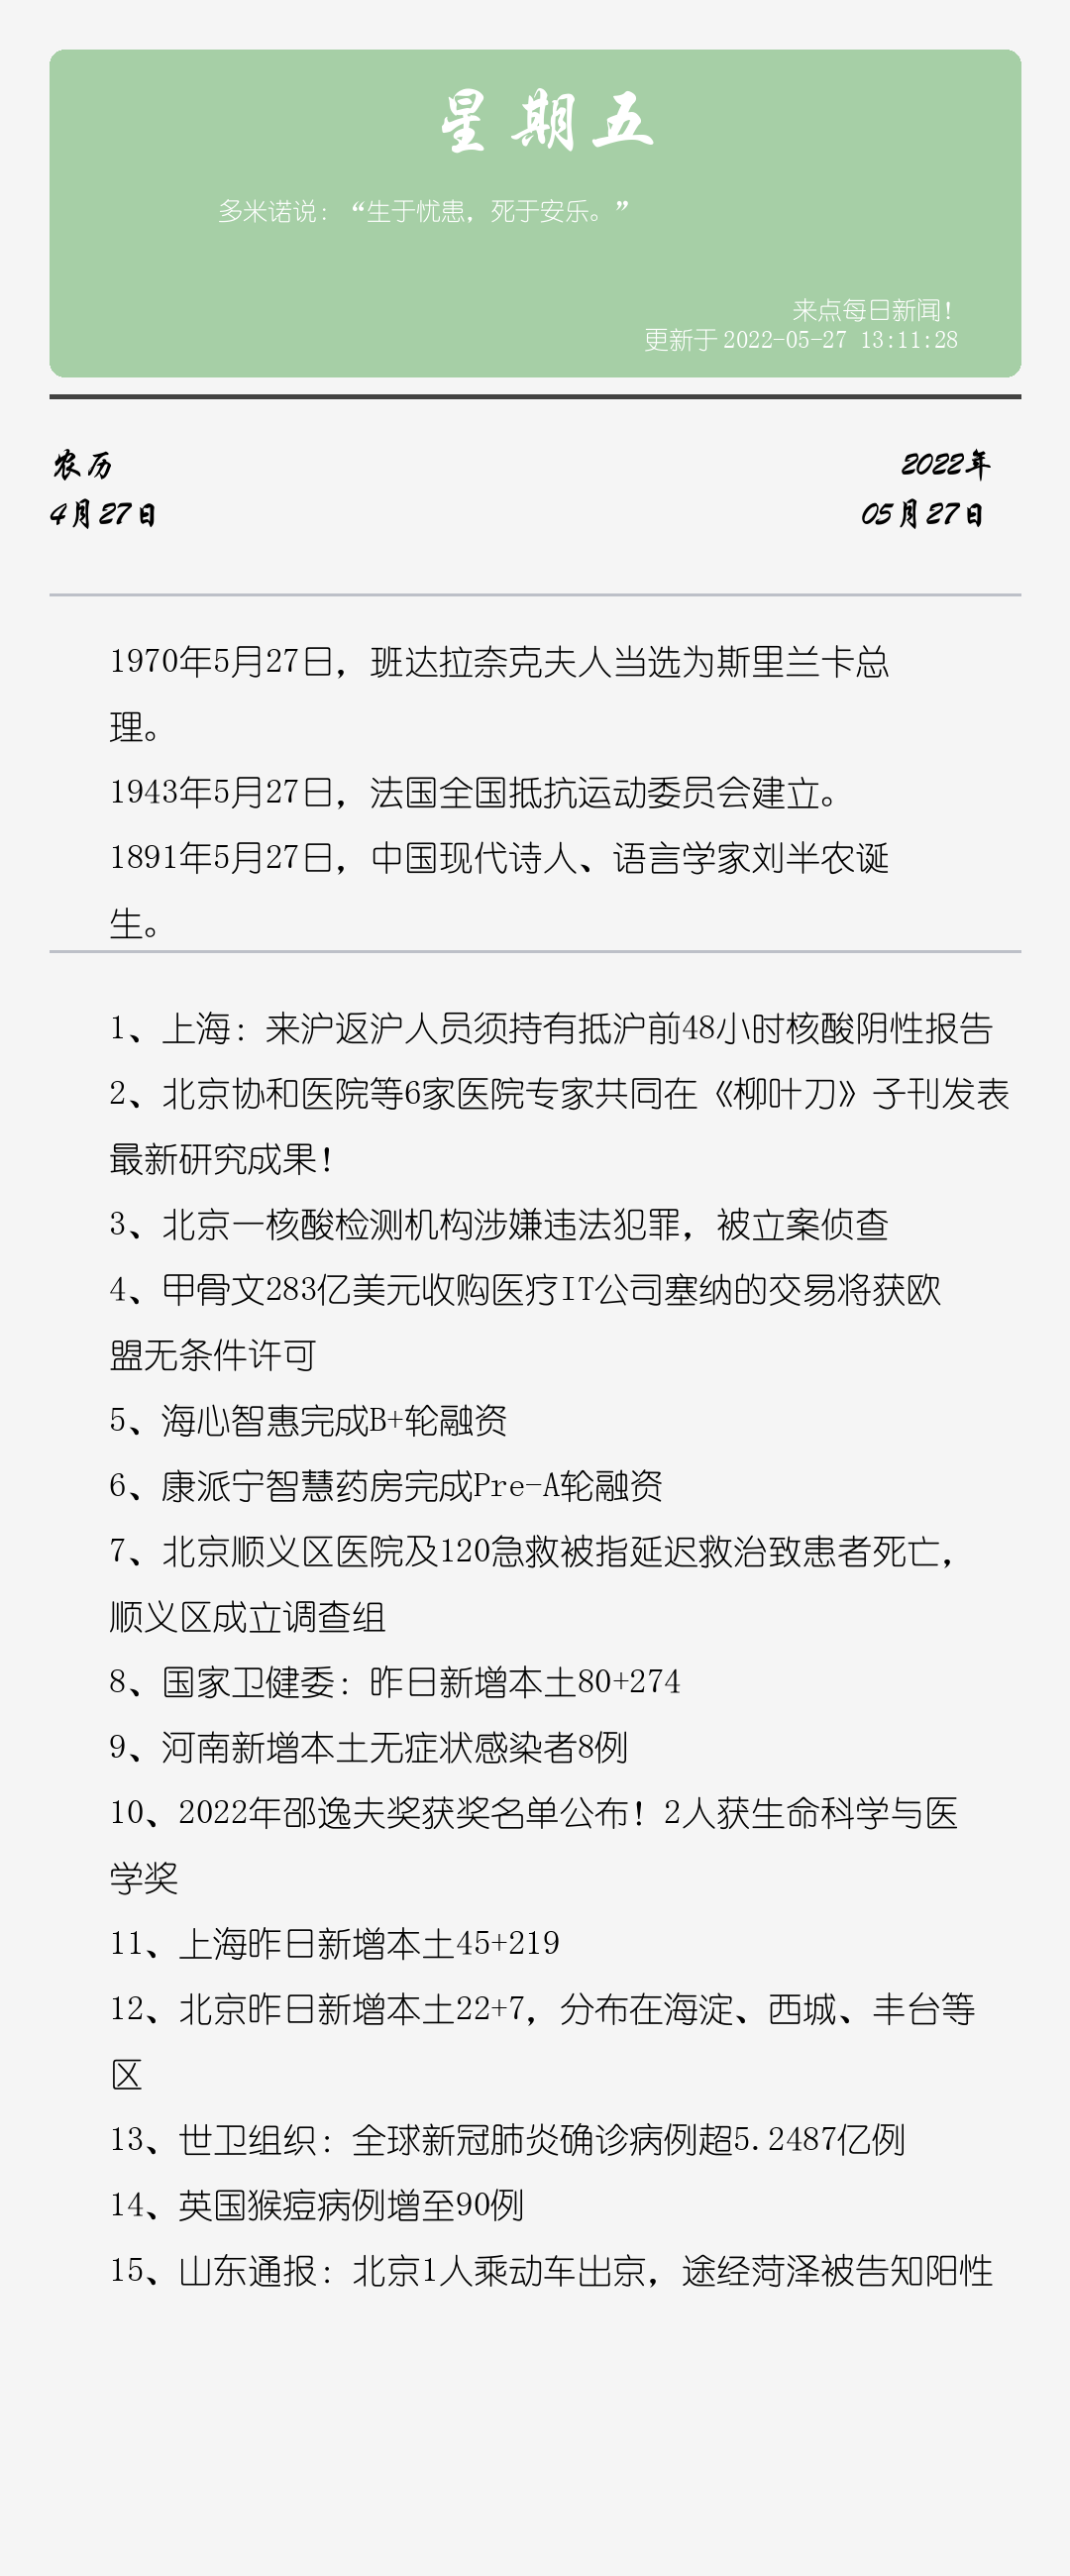 星期五
多米诺说：“生于忧患，死于安乐。”
来点每日新闻！
更新于 2022-05-27 13:11:28
农历
2022年
4月27日
05月27日
1970年5月27日，班达拉奈克夫人当选为斯里兰卡总
理。
1943年5月27日，法国全国抵抗运动委员会建立。
1891年5月27日，中国现代诗人、语言学家刘半农诞
生。
1、上海：来沪返沪人员须持有抵沪前48小时核酸阴性报告
2、北京协和医院等6家医院专家共同在《柳叶刀》子刊发表
最新研究成果！
3、北京一核酸检测机构涉嫌违法犯罪，被立案侦查
4、甲骨文283亿美元收购医疗IT公司塞纳的交易将获欧
盟无条件许可
5、海心智惠完成B+轮融资
6、康派宁智慧药房完成Pre-A轮融资
7、北京顺义区医院及120急救被指延迟救治致患者死亡，
顺义区成立调查组
8、国家卫健委：昨日新增本土80+274
9、河南新增本土无症状感染者8例
10、2022年邵逸夫奖获奖名单公布！2人获生命科学与医
学奖
11、上海昨日新增本土45+219
12、北京昨日新增本土22+7，分布在海淀、西城、丰台等
区
13、世卫组织：全球新冠肺炎确诊病例超5.2487亿例
14、英国猴痘病例增至90例
15、山东通报：北京1人乘动车出京，途经菏泽被告知阳性